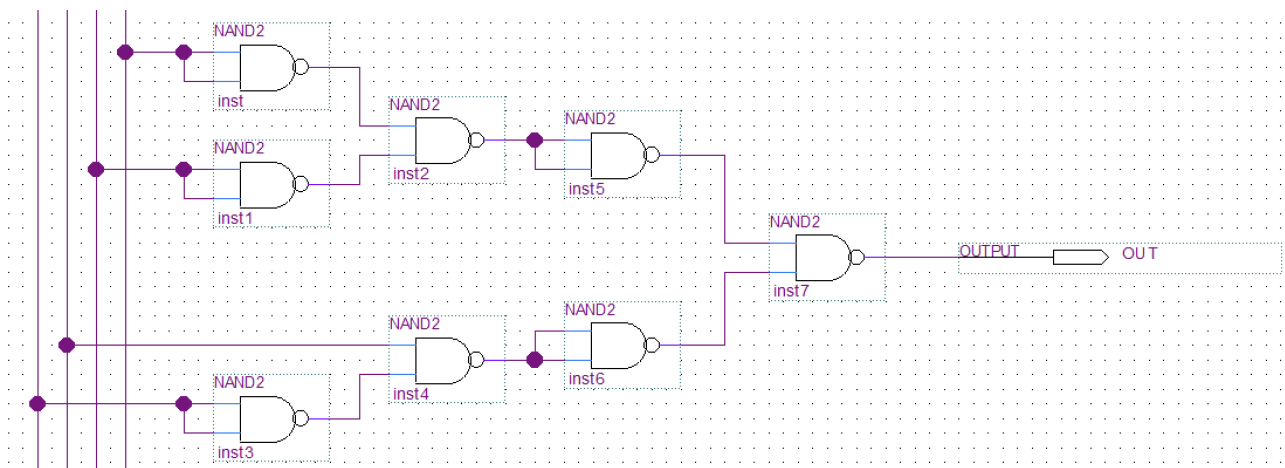 NAND2
inst
NAND2
inst1
NAND2
inst2
NAND2
inst5
NAND2
inst7
OUTPUT
OUT
NAND2
inst4
NAND2
inst6
NAND2
inst3